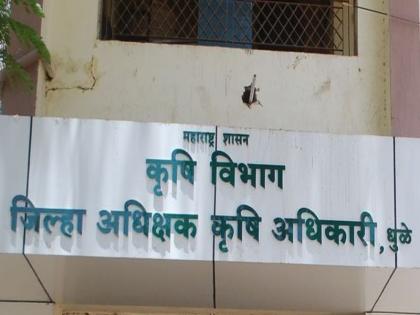 महाराष्ट्र शासन
कृषि विभाग
जिल्हा अधिक्षक कृषि अधिकारी, धुळे